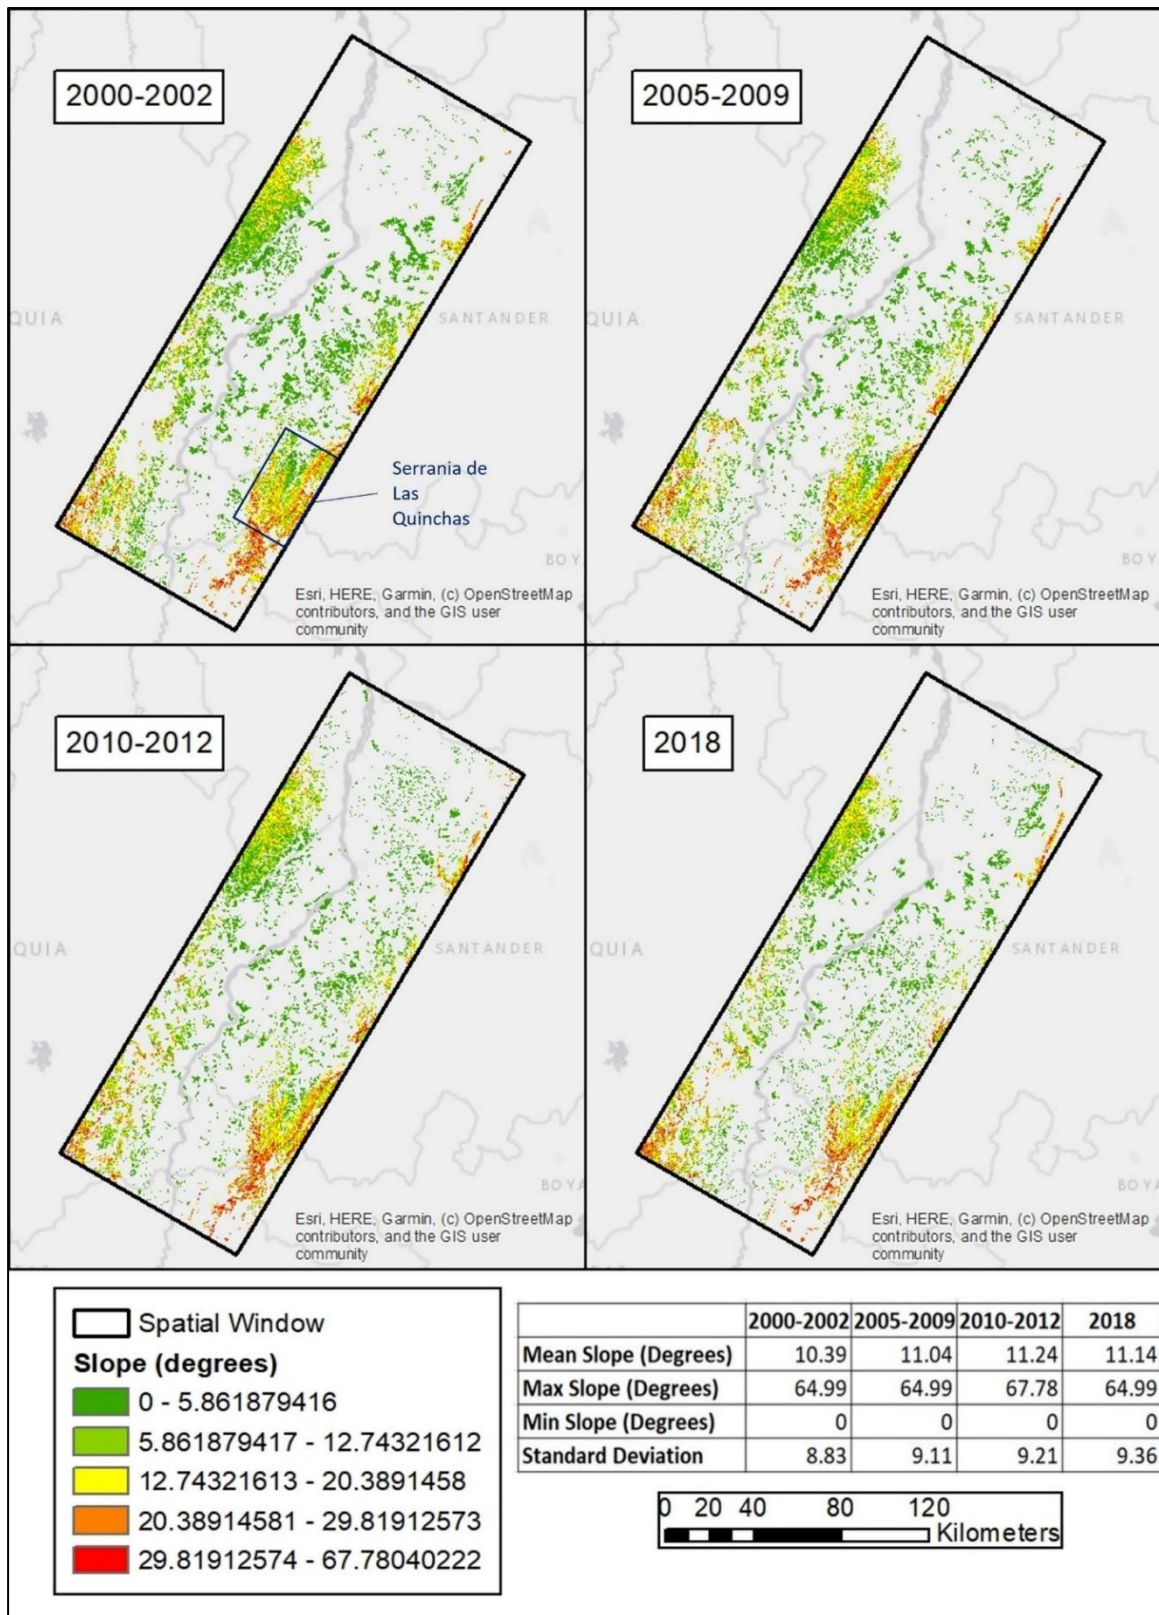 2000-2002
QUIA
SANTANDER
Serrania de
Las
Quinchas
BOYA
Esri, HERE, Garmin, (c) OpenStreetMap
contributors, and the GIS user
community
2005-2009
QUIA
SANTANDER
BOYA
Esri, HERE, Garmin, (c) OpenStreetMap
contributors, and the GIS user
community
2010-2012
QUIA
SANTANDER
BOYA
Esri, HERE, Garmin, (c) OpenStreetMap
contributors, and the GIS user
community
2018
QUIA
SANTANDER
BOYA
Esri, HERE, Garmin, (c) OpenStreetMap
contributors, and the GIS user
community
Spatial Window
Slope (degrees)
0 - 5.861879416
5.861879417 - 12.74321612
12.74321613 - 20.3891458
20.38914581 - 29.81912573
29.81912574 - 67.78040222
2000-2002 2005-2009 2010-2012 2018
Mean Slope (Degrees) 10.39 11.04 11.24 11.14
Max Slope (Degrees) 64.99 64.99 67.78 64.99
Min Slope (Degrees) 0 0 0 0
Standard Deviation 8.83 9.11 9.21 9.36
0 20 40 80 120
Kilometers